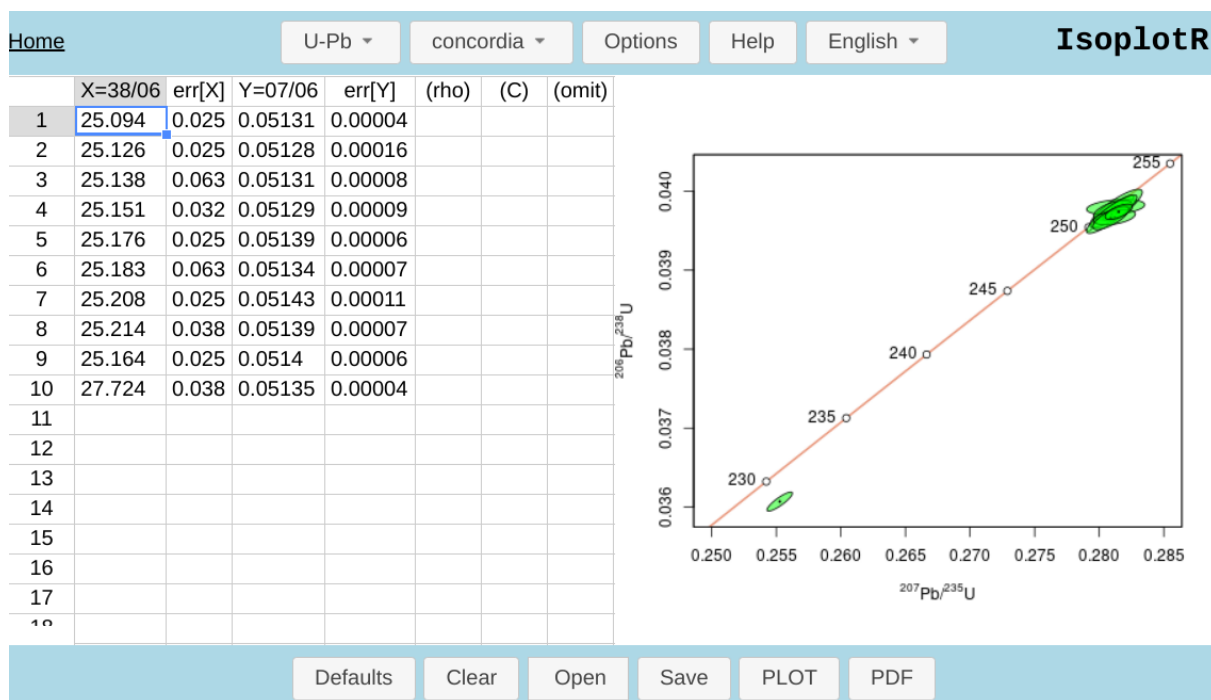 Home U-Pb concordia Options Help English IsoplotR
X=38/06 err[X] Y=07/06 err[Y] (rho) (C) (omit)
1 25.094 0.025 0.05131 0.00004
2 25.126 0.025 0.05128 0.00016
3 25.138 0.063 0.05131 0.00008
4 25.151 0.032 0.05129 0.00009
5 25.176 0.025 0.05139 0.00006
6 25.183 0.063 0.05134 0.00007
7 25.208 0.025 0.05143 0.00011
8 25.214 0.038 0.05139 0.00007
9 25.164 0.025 0.0514 0.00006
10 27.724 0.038 0.05135 0.00004
11
12
13
14
15
16
17
18
255
250
245
240
235
230
0.040
0.039
0.038
0.037
0.036
206Pb/238U
0.250 0.255 0.260 0.265 0.270 0.275 0.280 0.285
207Pb/235U
Defaults Clear Open Save PLOT PDF